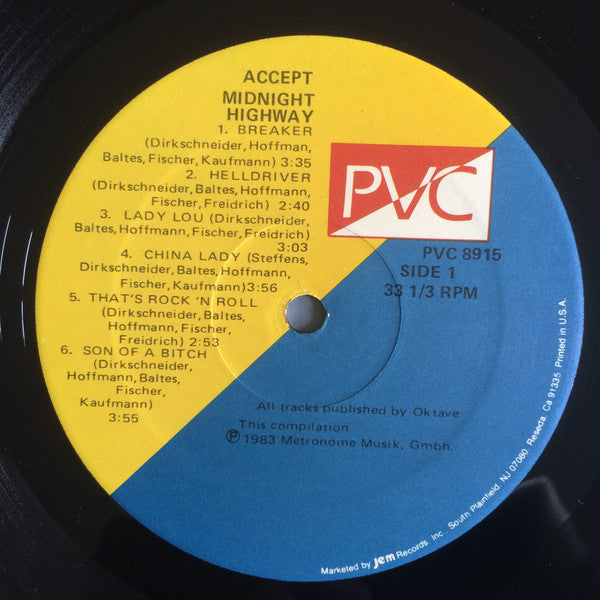 ACCEPT
MIDNIGHT
HIGHWAY
1. BREAKER
(Dirkschneider, Hoffman,
Baltes, Fischer, Kaufmann) 3:35
2. HELLDRIVER
(Dirkschneider, Baltes, Hoffmann,
Fischer, Freidrich) 2:40
3. LADY LOU (Dirkschneider,
Baltes, Hoffmann, Fischer, Freidrich)
3:03
4. CHINA LADY (Steffens,
Dirkschneider, Baltes, Hoffmann,
Fischer, Kaufmann) 3:56
5. THAT'S ROCK 'N ROLL
(Dirkschneider, Baltes,
Hoffmann, Fischer,
Freidrich) 2:53
6. SON OF A BITCH
(Dirkschneider,
Hoffmann, Baltes,
Fischer,
Kaufmann)
3:55
PVC
PVC 8915
SIDE 1
33 1/3 RPM
All tracks published by Oktave
This compilation
℗ 1983 Metronome Musik, Gmbh.
Marketed by jem Records, Inc. South Plainfield, NJ 07080, Reseda, Ca 91335 Printed in U.S.A.